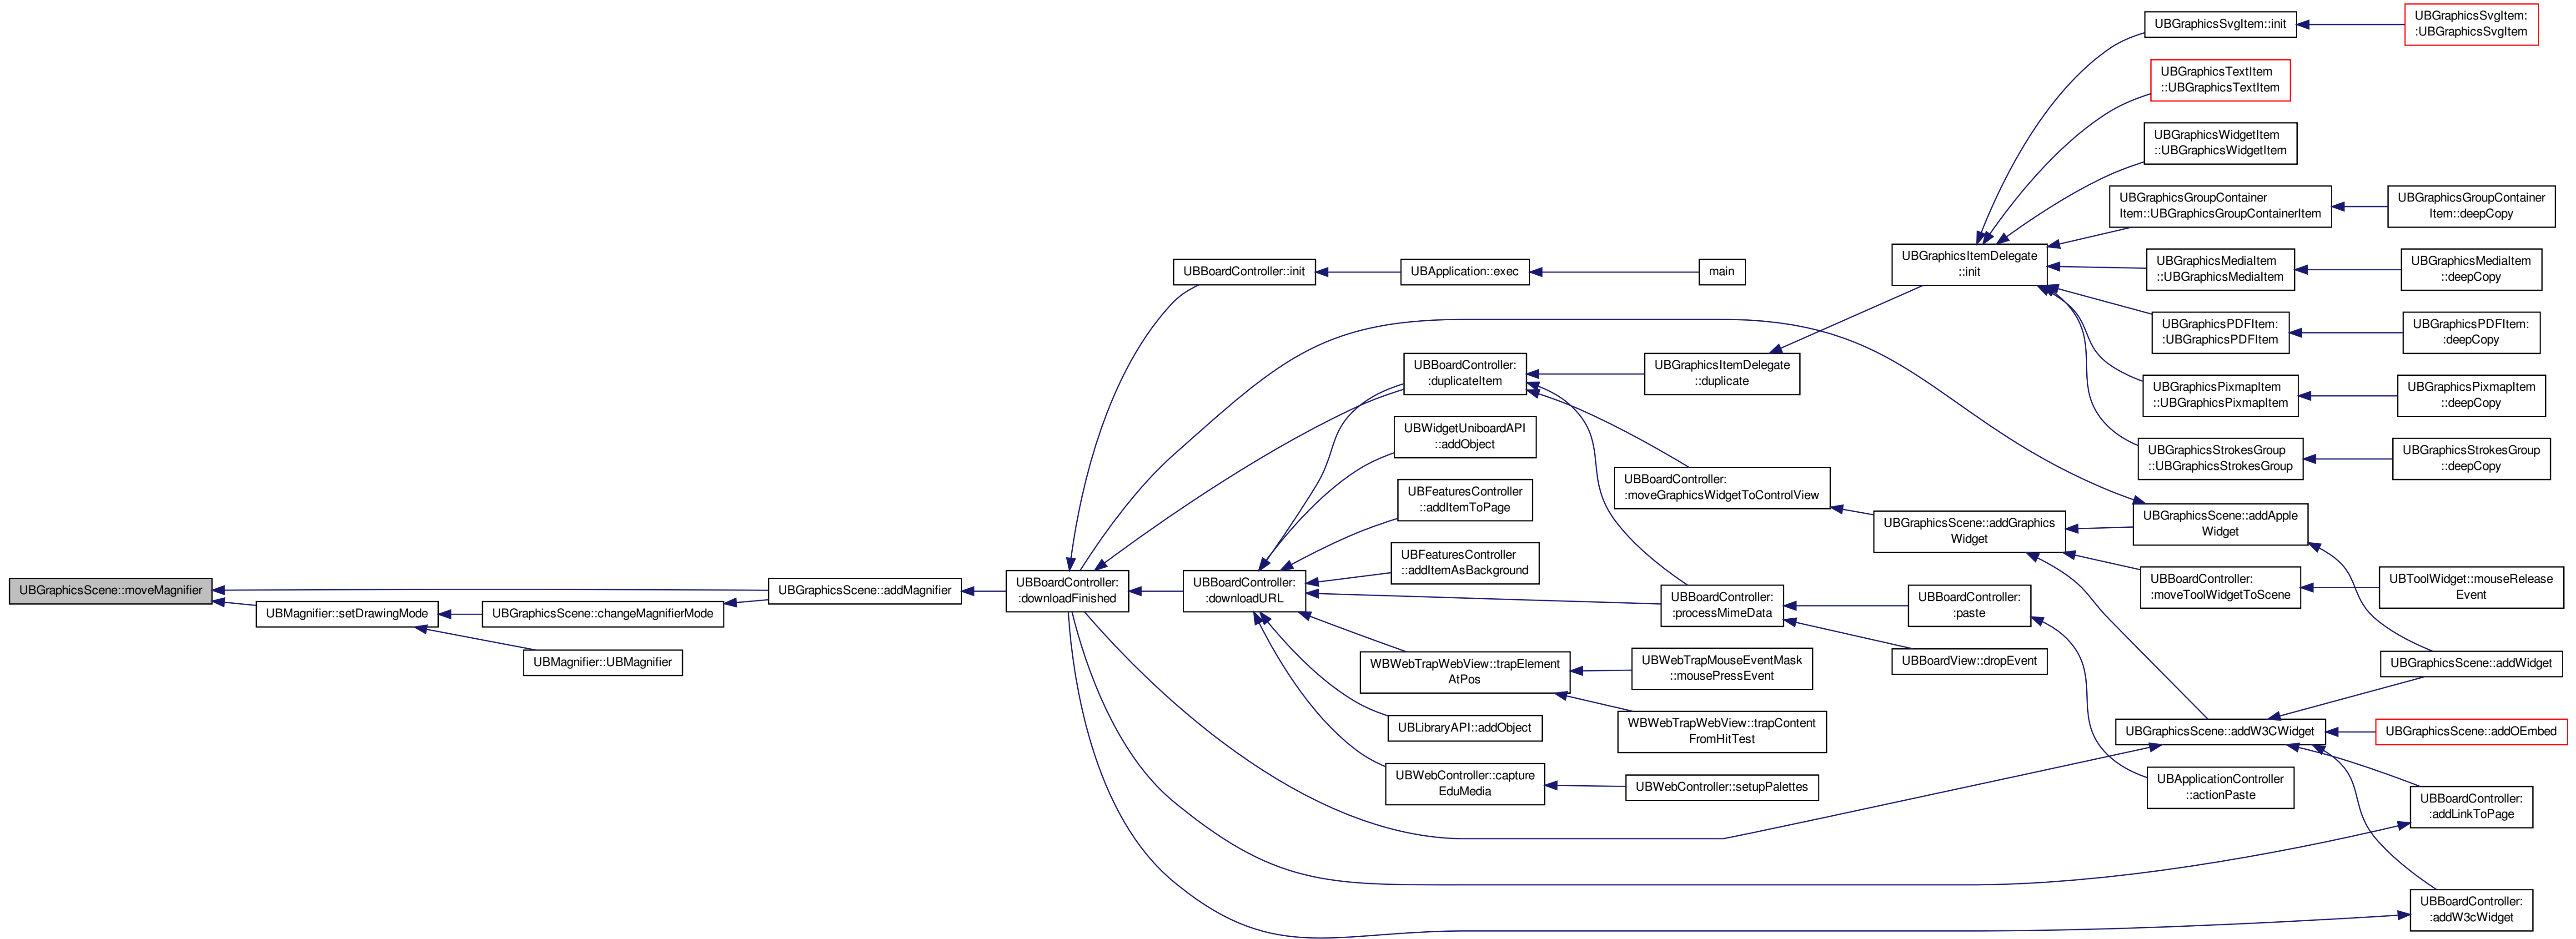 UBGraphicsScene::moveMagnifier
UBMagnifier::setDrawingMode
UBGraphicsScene::changeMagnifierMode
UBMagnifier::UBMagnifier
UBGraphicsScene::addMagnifier
UBBoardController:
:downloadFinished
UBBoardController::init
UBApplication::exec
main
UBBoardController:
:downloadURL
UBBoardController:
:duplicateItem
UBWidgetUniboardAPI
::addObject
UBFeaturesController
::addItemToPage
UBFeaturesController
::addItemAsBackground
WBWebTrapWebView::trapElement
AtPos
UBLibraryAPI::addObject
UBWebController::capture
EduMedia
UBGraphicsItemDelegate
::duplicate
UBBoardController:
:processMimeData
UBWebTrapMouseEventMask
::mousePressEvent
WBWebTrapWebView::trapContent
FromHitTest
UBWebController::setupPalettes
UBBoardController:
:moveGraphicsWidgetToControlView
UBGraphicsItemDelegate
::init
UBGraphicsScene::addGraphics
Widget
UBBoardController:
:paste
UBBoardView::dropEvent
UBGraphicsSvgItem::init
UBGraphicsSvgItem:
:UBGraphicsSvgItem
UBGraphicsTextItem
::UBGraphicsTextItem
UBGraphicsWidgetItem
::UBGraphicsWidgetItem
UBGraphicsGroupContainer
Item::UBGraphicsGroupContainerItem
UBGraphicsGroupContainer
Item::deepCopy
UBGraphicsMediaItem
::UBGraphicsMediaItem
UBGraphicsMediaItem
::deepCopy
UBGraphicsPDFItem:
:UBGraphicsPDFItem
UBGraphicsPDFItem:
:deepCopy
UBGraphicsPixmapItem
::UBGraphicsPixmapItem
UBGraphicsPixmapItem
::deepCopy
UBGraphicsStrokesGroup
::UBGraphicsStrokesGroup
UBGraphicsStrokesGroup
::deepCopy
UBGraphicsScene::addApple
Widget
UBBoardController:
:moveToolWidgetToScene
UBToolWidget::mouseRelease
Event
UBGraphicsScene::addWidget
UBGraphicsScene::addW3CWidget
UBGraphicsScene::addOEmbed
UBApplicationController
::actionPaste
UBBoardController:
:addLinkToPage
UBBoardController:
:addW3cWidget